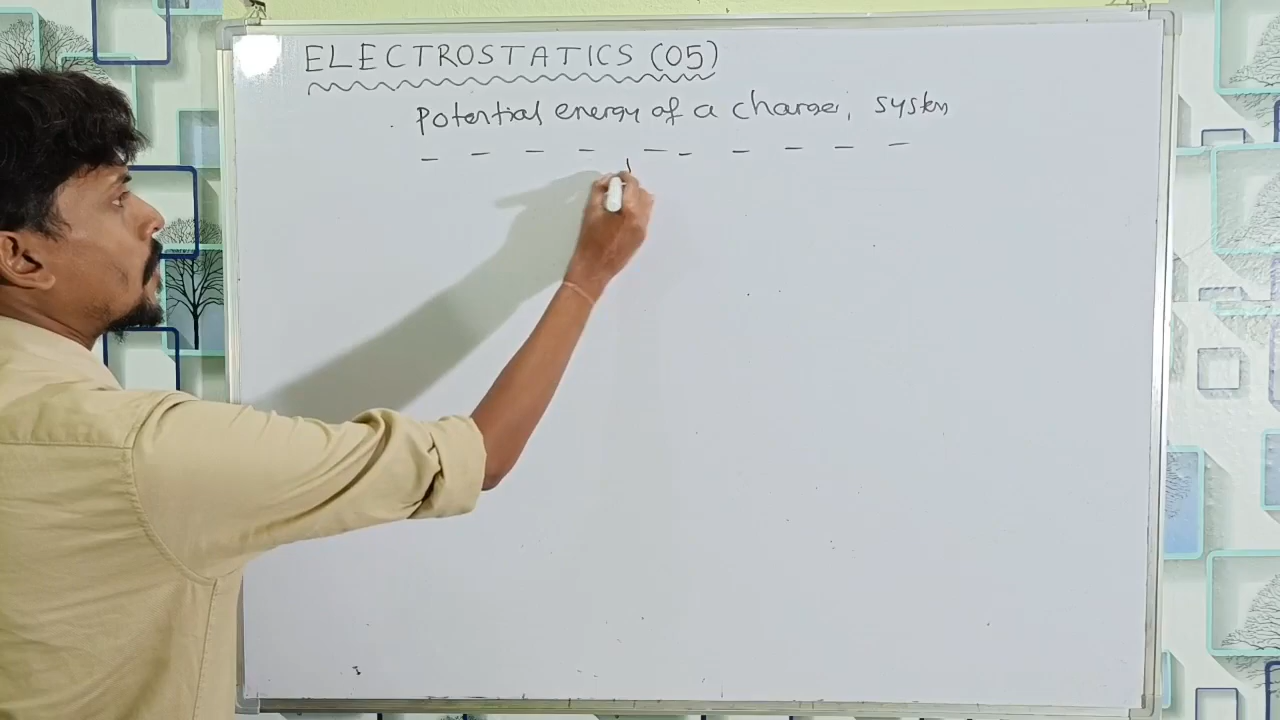 ELECTROSTATICS (05)
Potential energy of a charge, system